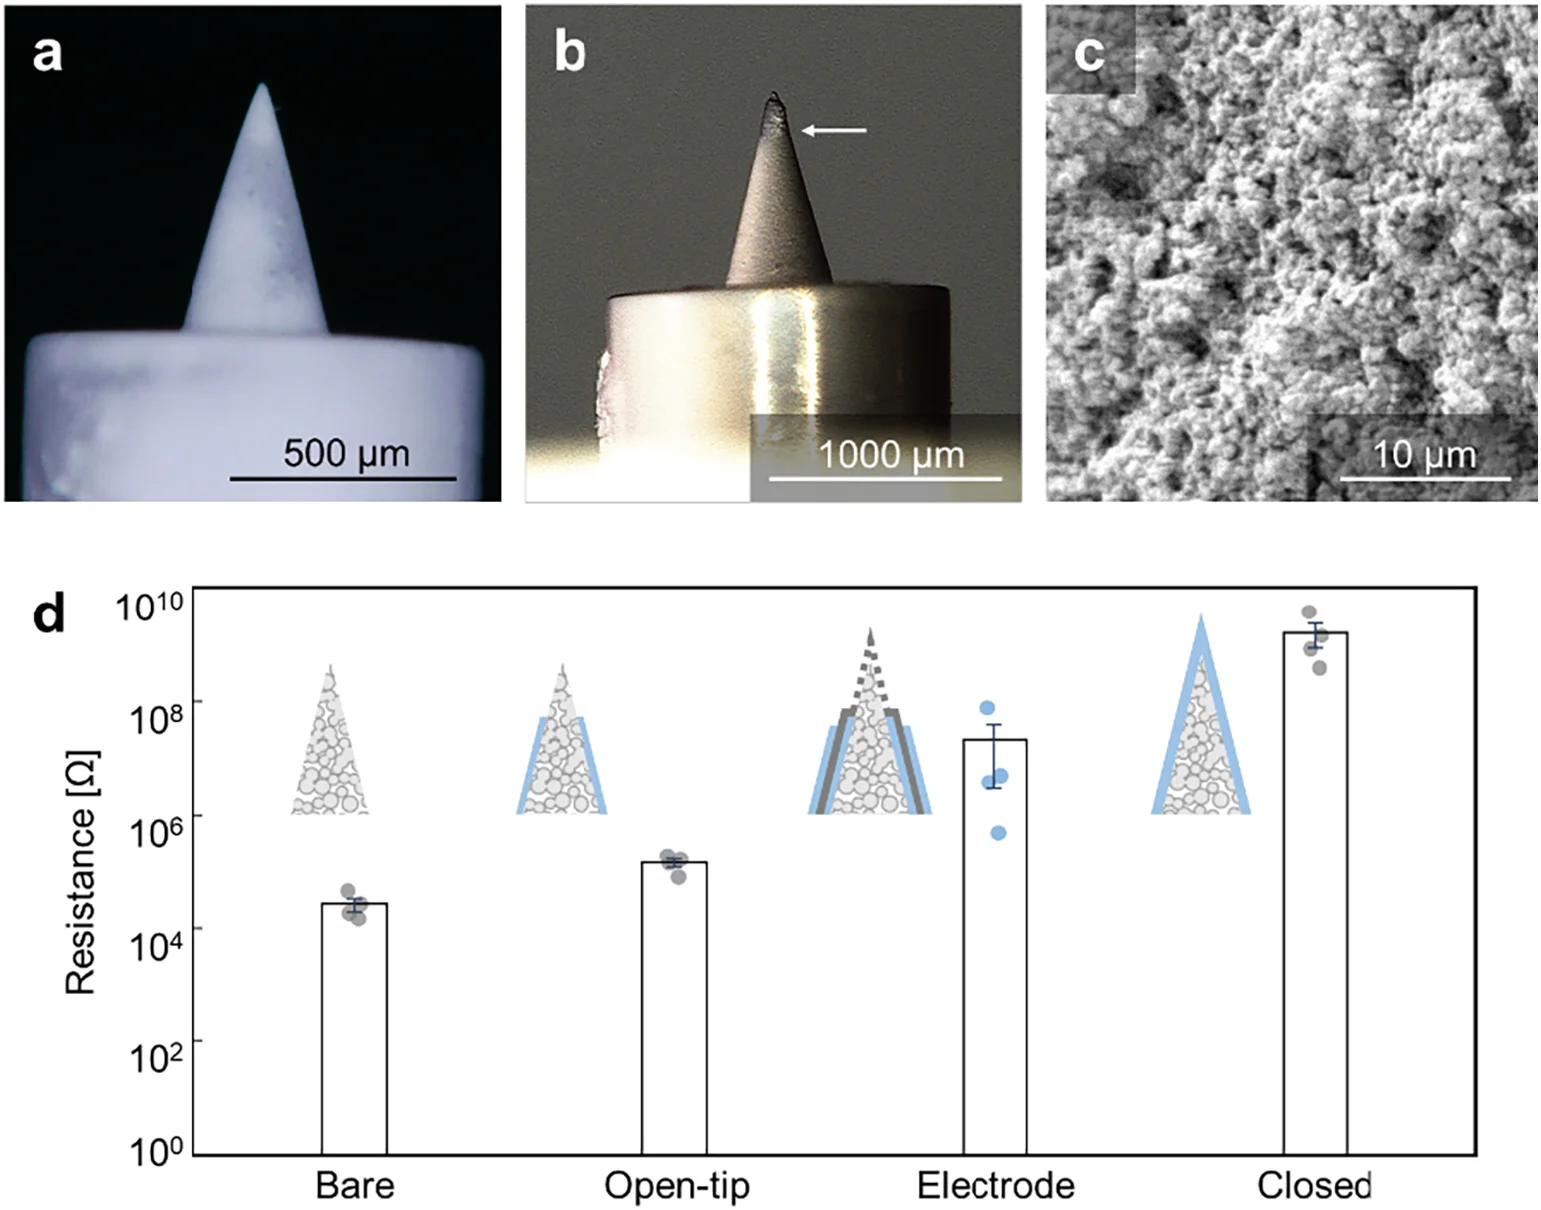 a
b
c
500 µm
1000 µm
10 µm
d
10¹⁰
10⁸
10⁶
10⁴
10²
10⁰
Resistance [Ω]
Bare
Open-tip
Electrode
Closed